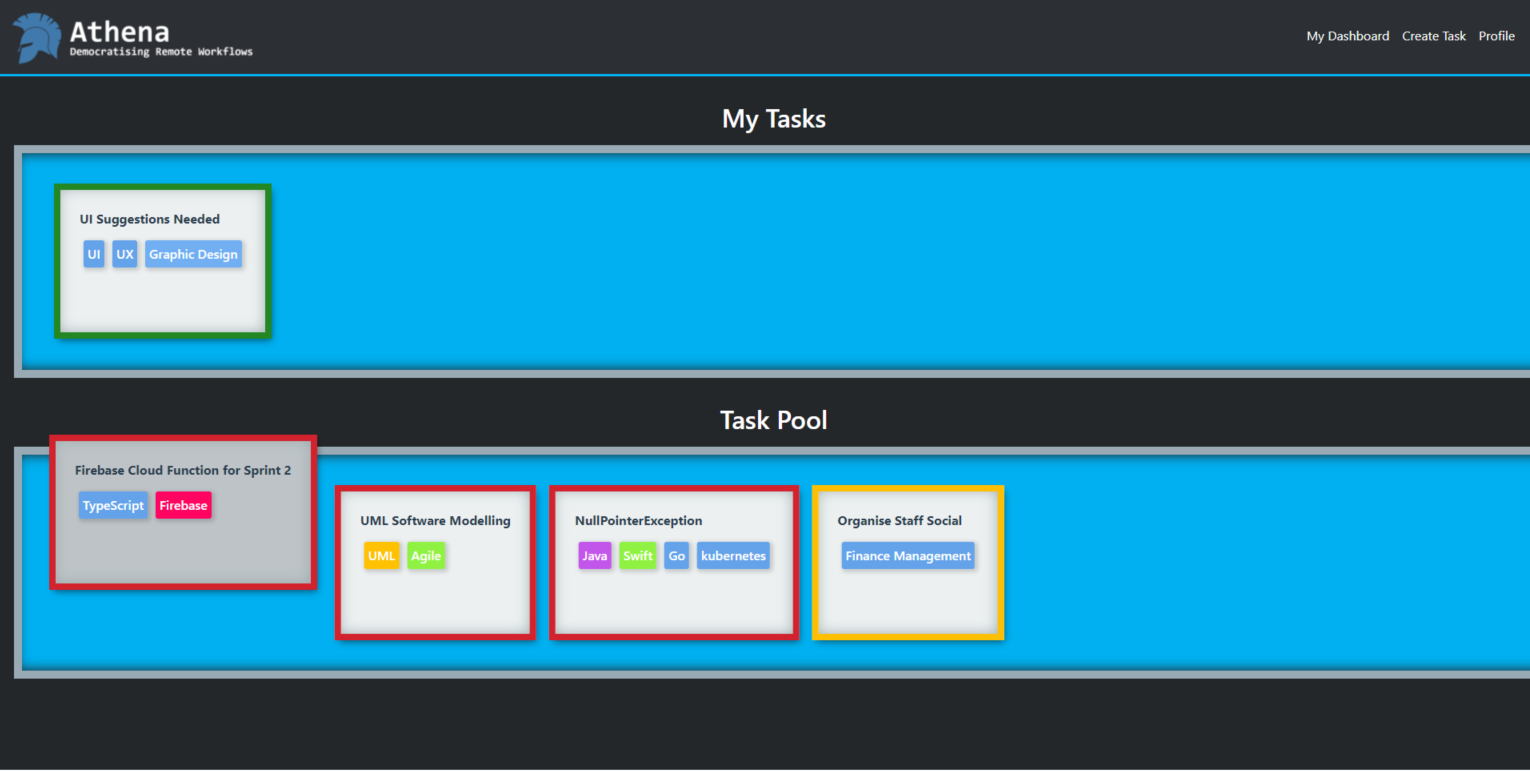 Athena
Democratising Remote Workflows
My Dashboard Create Task Profile
My Tasks
UI Suggestions Needed
UI UX Graphic Design
Task Pool
Firebase Cloud Function for Sprint 2
TypeScript Firebase
UML Software Modelling
UML Agile
NullPointerException
Java Swift Go kubernetes
Organise Staff Social
Finance Management